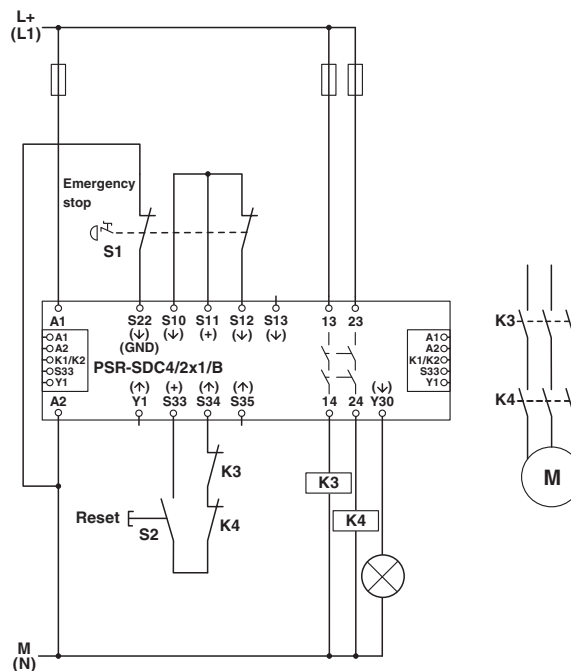 L+
(L1)
Emergency
stop
S1
A1 S22 S10 S11 S12 S13 13 23
(↓) (↓) (+) (↓) (↓)
(GND)
A1
A2
K1/K2
S33
Y1
PSR-SDC4/2x1/B
A1
A2
K1/K2
S33
Y1
(↑) (+) (↑) (↑) (↓)
A2 Y1 S33 S34 S35 14 24 Y30
K3
K4
Reset
S2
K3
K4
K3
K4
M
M
(N)